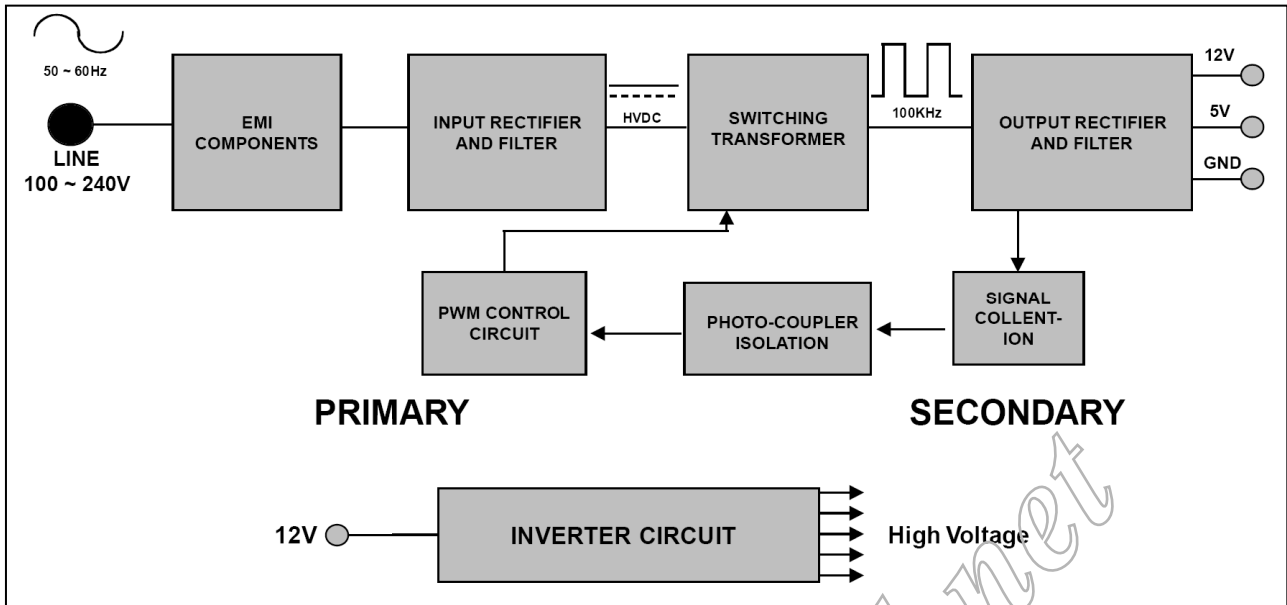 50 ~ 60Hz
LINE
100 ~ 240V
EMI
COMPONENTS
INPUT RECTIFIER
AND FILTER
HVDC
SWITCHING
TRANSFORMER
100KHz
OUTPUT RECTIFIER
AND FILTER
12V
5V
GND
PWM CONTROL
CIRCUIT
PHOTO-COUPLER
ISOLATION
SIGNAL
COLLENT-
ION
PRIMARY
SECONDARY
12V
INVERTER CIRCUIT
High Voltage
net